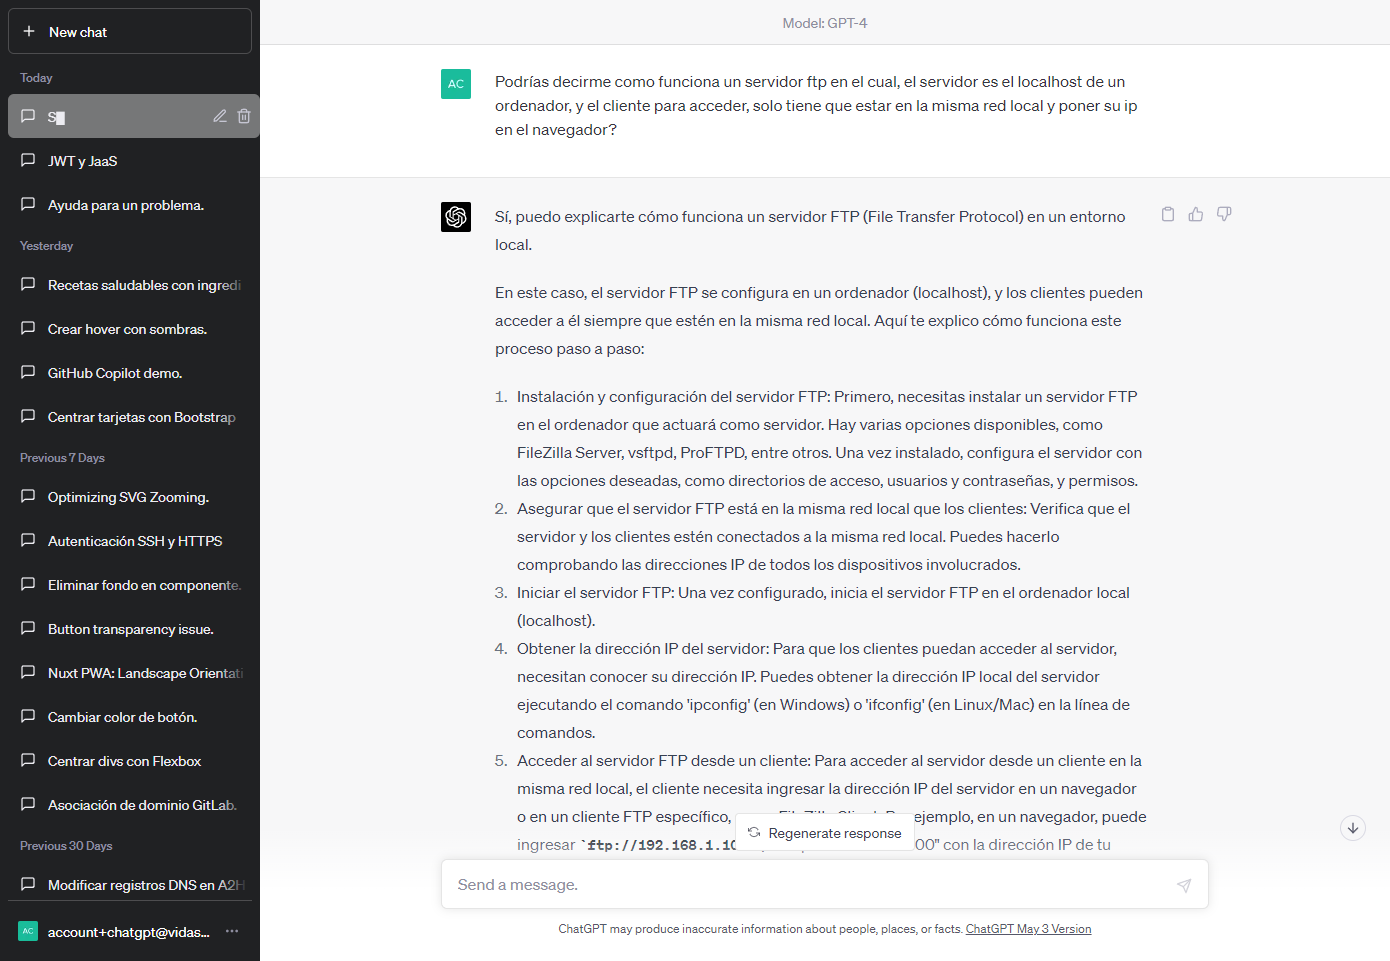 New chat
Today
S
JWT y JaaS
Ayuda para un problema.
Yesterday
Recetas saludables con ingredi
Crear hover con sombras.
GitHub Copilot demo.
Centrar tarjetas con Bootstrap
Previous 7 Days
Optimizing SVG Zooming.
Autenticación SSH y HTTPS
Eliminar fondo en componente.
Button transparency issue.
Nuxt PWA: Landscape Orientati
Cambiar color de botón.
Centrar divs con Flexbox
Asociación de dominio GitLab.
Previous 30 Days
Modificar registros DNS en A2H
AC
account+chatgpt@vidas...
Model: GPT-4
AC
Podrías decirme como funciona un servidor ftp en el cual, el servidor es el localhost de un
ordenador, y el cliente para acceder, solo tiene que estar en la misma red local y poner su ip
en el navegador?
Sí, puedo explicarte cómo funciona un servidor FTP (File Transfer Protocol) en un entorno
local.
En este caso, el servidor FTP se configura en un ordenador (localhost), y los clientes pueden
acceder a él siempre que estén en la misma red local. Aquí te explico cómo funciona este
proceso paso a paso:
1. Instalación y configuración del servidor FTP: Primero, necesitas instalar un servidor FTP
en el ordenador que actuará como servidor. Hay varias opciones disponibles, como
FileZilla Server, vsftpd, ProFTPD, entre otros. Una vez instalado, configura el servidor con
las opciones deseadas, como directorios de acceso, usuarios y contraseñas, y permisos.
2. Asegurar que el servidor FTP está en la misma red local que los clientes: Verifica que el
servidor y los clientes estén conectados a la misma red local. Puedes hacerlo
comprobando las direcciones IP de todos los dispositivos involucrados.
3. Iniciar el servidor FTP: Una vez configurado, inicia el servidor FTP en el ordenador local
(localhost).
4. Obtener la dirección IP del servidor: Para que los clientes puedan acceder al servidor,
necesitan conocer su dirección IP. Puedes obtener la dirección IP local del servidor
ejecutando el comando 'ipconfig' (en Windows) o 'ifconfig' (en Linux/Mac) en la línea de
comandos.
5. Acceder al servidor FTP desde un cliente: Para acceder al servidor desde un cliente en la
misma red local, el cliente necesita ingresar la dirección IP del servidor en un navegador
o en un cliente FTP específico, ejemplo, en un navegador, puede
ingresar `ftp://192.168.1.10 00" con la dirección IP de tu
Regenerate response
Send a message.
ChatGPT may produce inaccurate information about people, places, or facts. ChatGPT May 3 Version